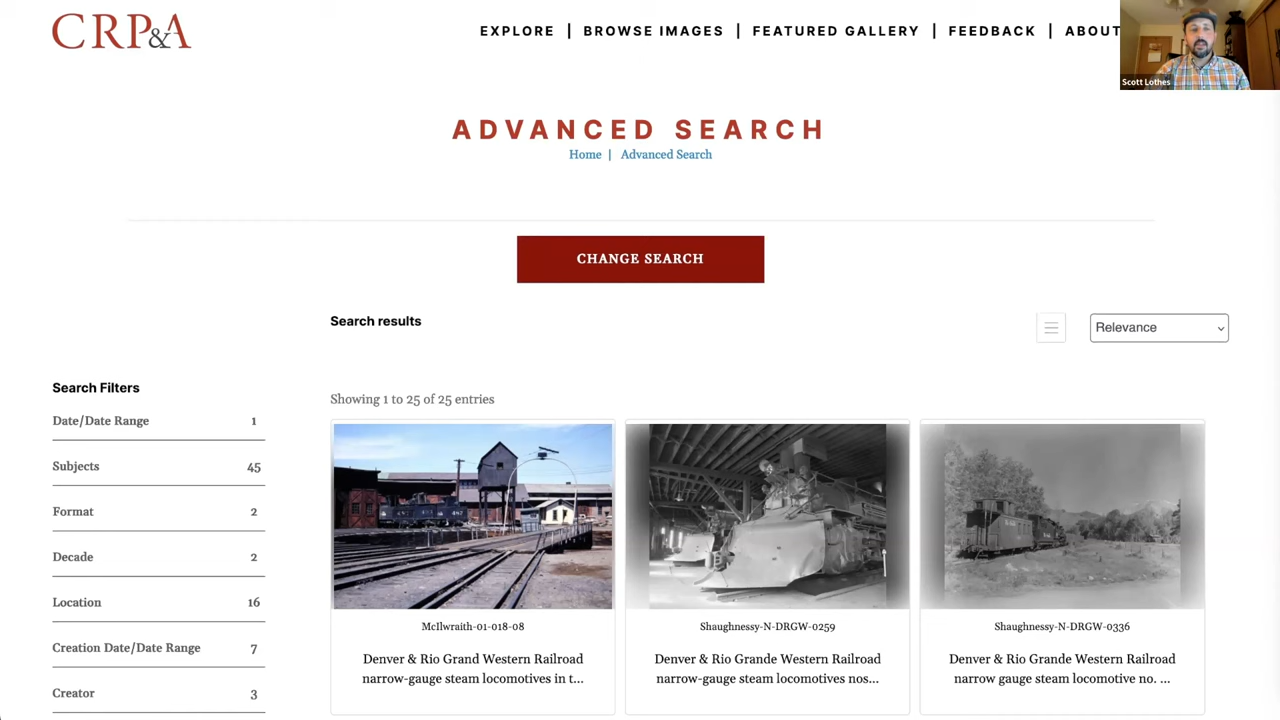 CRP&A
EXPLORE | BROWSE IMAGES | FEATURED GALLERY | FEEDBACK | ABOUT
Scott Lothes
ADVANCED SEARCH
Home | Advanced Search
CHANGE SEARCH
Search results
Relevance
Search Filters
Showing 1 to 25 of 25 entries
Date/Date Range 1
Subjects 45
Format 2
Decade 2
Location 16
Creation Date/Date Range 7
Creator 3
McIlwraith-01-018-08
Denver & Rio Grand Western Railroad
narrow-gauge steam locomotives in t...
Shaughnessy-N-DRGW-0259
Denver & Rio Grande Western Railroad
narrow-gauge steam locomotives nos...
Shaughnessy-N-DRGW-0336
Denver & Rio Grande Western Railroad
narrow gauge steam locomotive no. ...